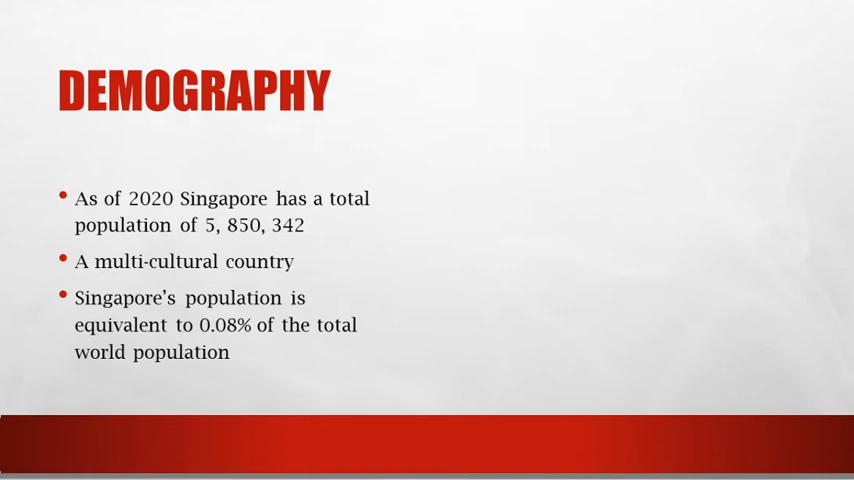 DEMOGRAPHY
• As of 2020 Singapore has a total
population of 5, 850, 342
• A multi-cultural country
• Singapore's population is
equivalent to 0.08% of the total
world population